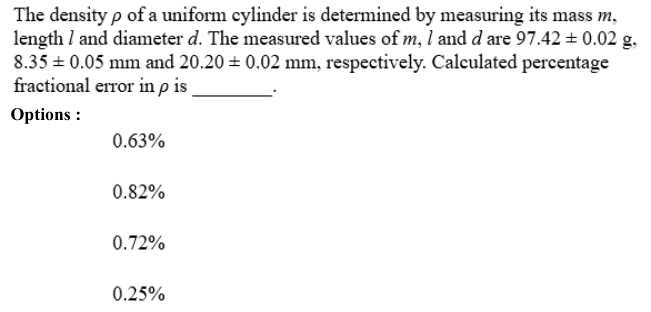 The density ρ of a uniform cylinder is determined by measuring its mass m,
length l and diameter d. The measured values of m, l and d are 97.42 ± 0.02 g,
8.35 ± 0.05 mm and 20.20 ± 0.02 mm, respectively. Calculated percentage
fractional error in ρ is _________.
Options :
0.63%
0.82%
0.72%
0.25%